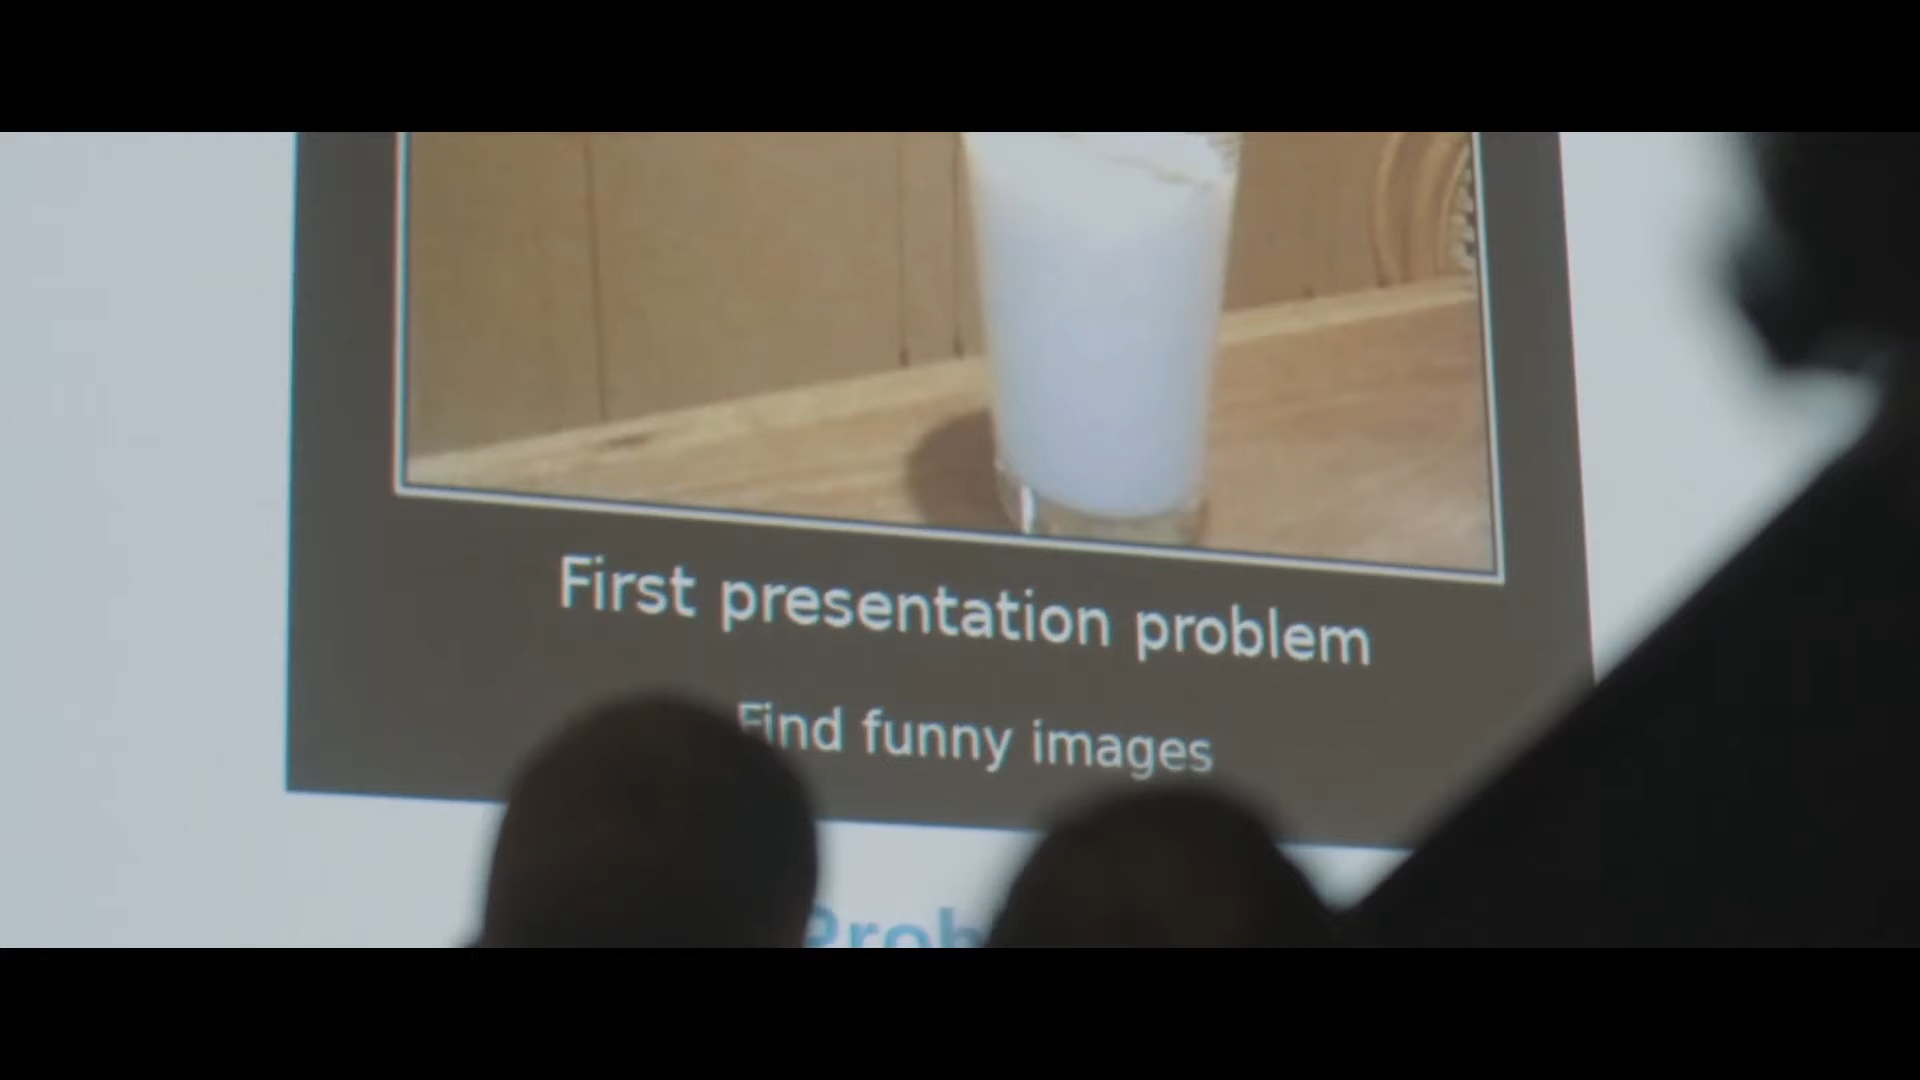 First presentation problem
Find funny images